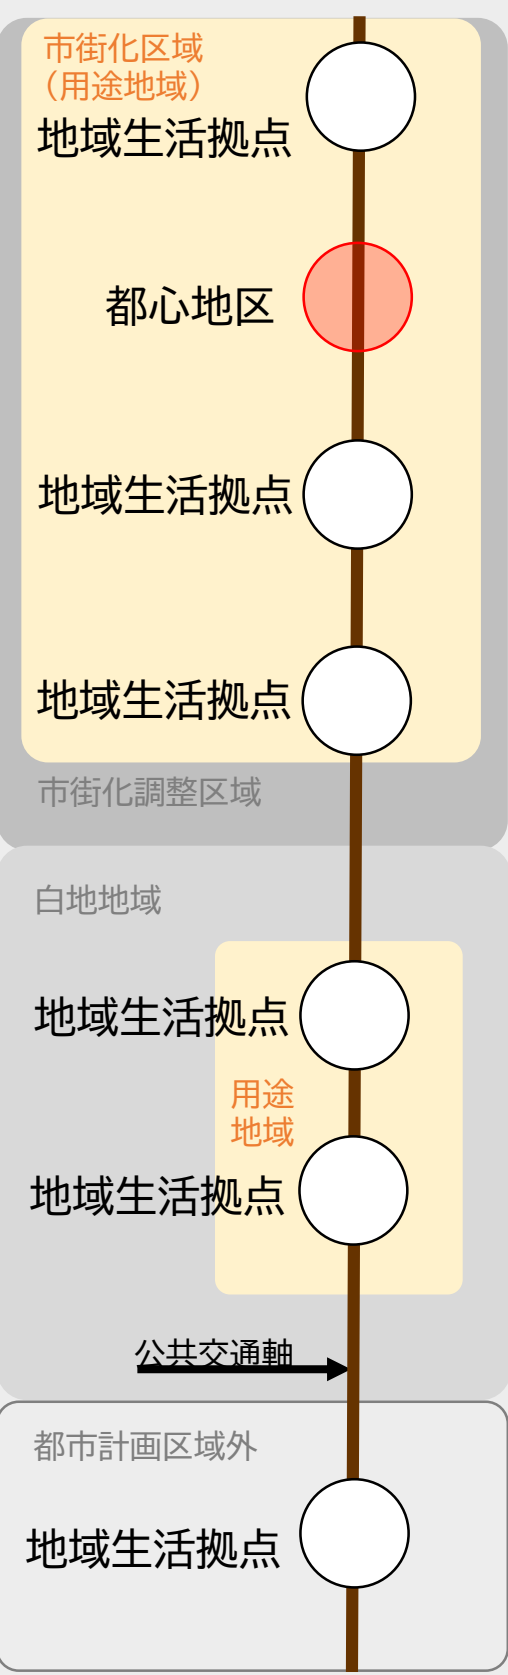 市街化区域
（用途地域）
地域生活拠点
都心地区
地域生活拠点
地域生活拠点
市街化調整区域
白地地域
地域生活拠点
用途
地域
地域生活拠点
公共交通軸
都市計画区域外
地域生活拠点